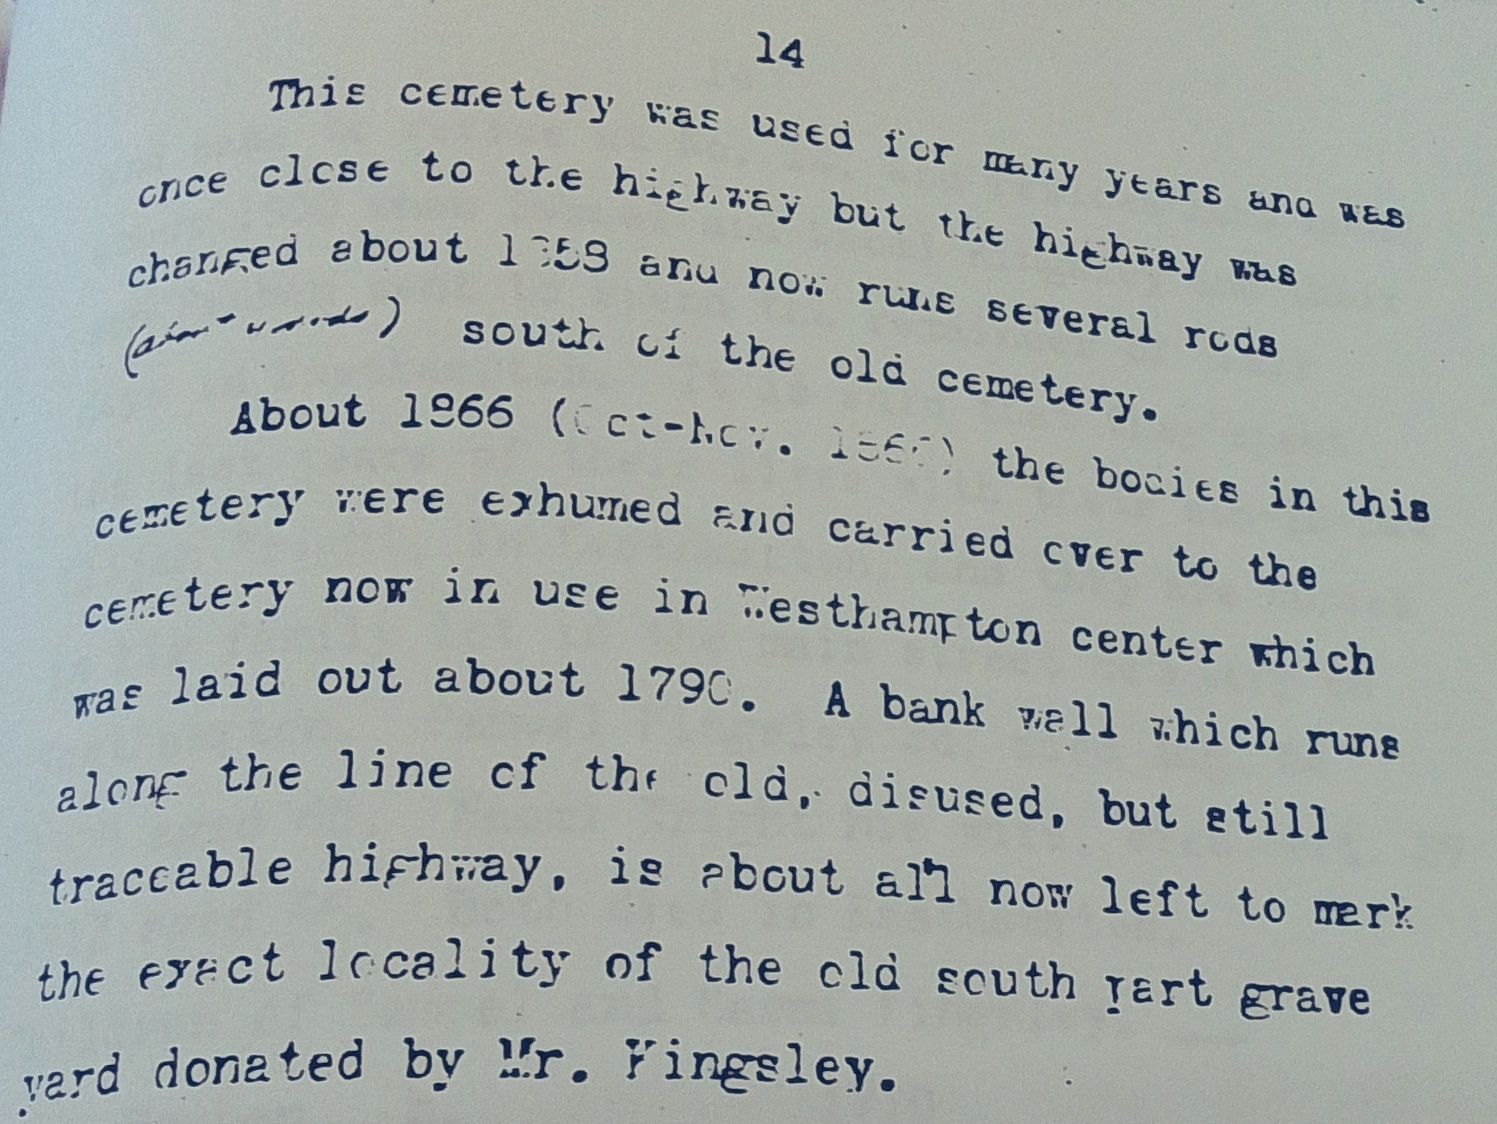 14
This cemetery was used for many years and was
once close to the highway but the highway was
changed about and now runs several rods
south of the old cemetery.
About 1866 (Oct-Nov. the bodies in this
cemetery were exhumed and carried over to the
cemetery now in use in Westhampton center which
was laid out about 1790. A bank wall which runs
along the line of the old, disused, but still
traceable highway, is about all now left to mark
the exact locality of the old south part grave
yard donated by Mr. Kingsley.